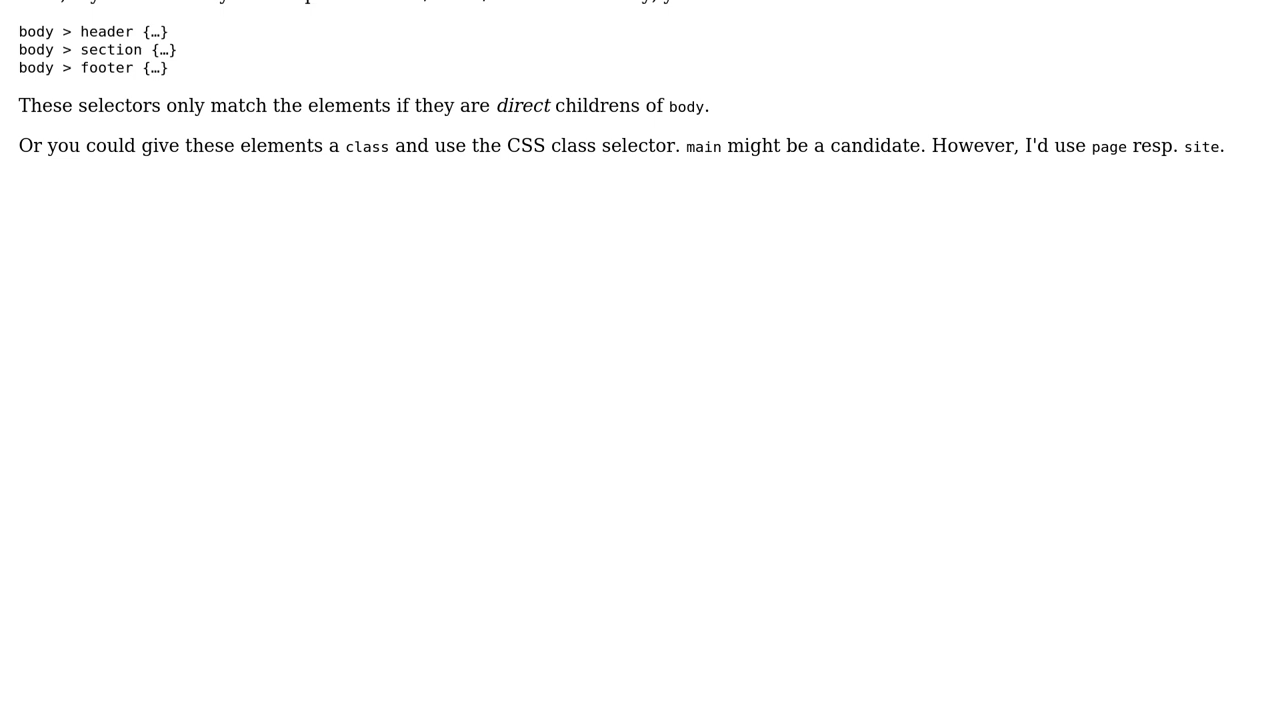 body > header {…}
body > section {…}
body > footer {…}
These selectors only match the elements if they are direct childrens of body.
Or you could give these elements a class and use the CSS class selector. main might be a candidate. However, I'd use page resp. site.